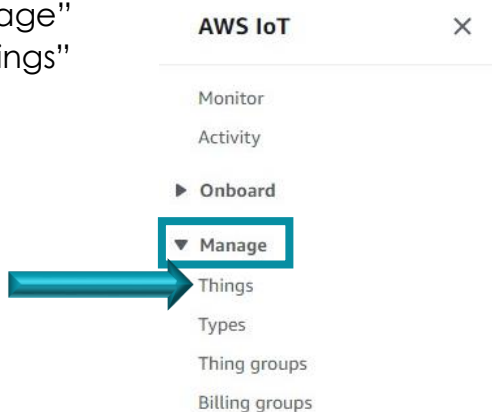 age”
ings”
AWS IoT
Monitor
Activity
Onboard
Manage
Things
Types
Thing groups
Billing groups